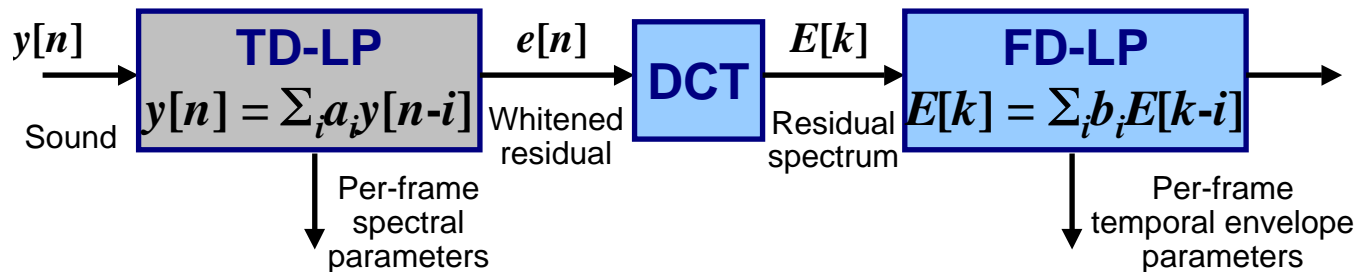 y[n]
Sound
TD-LP
y[n] = Σᵢaᵢy[n-i]
Per-frame
spectral
parameters
e[n]
Whitened
residual
DCT
E[k]
Residual
spectrum
FD-LP
E[k] = ΣᵢbᵢE[k-i]
Per-frame
temporal envelope
parameters